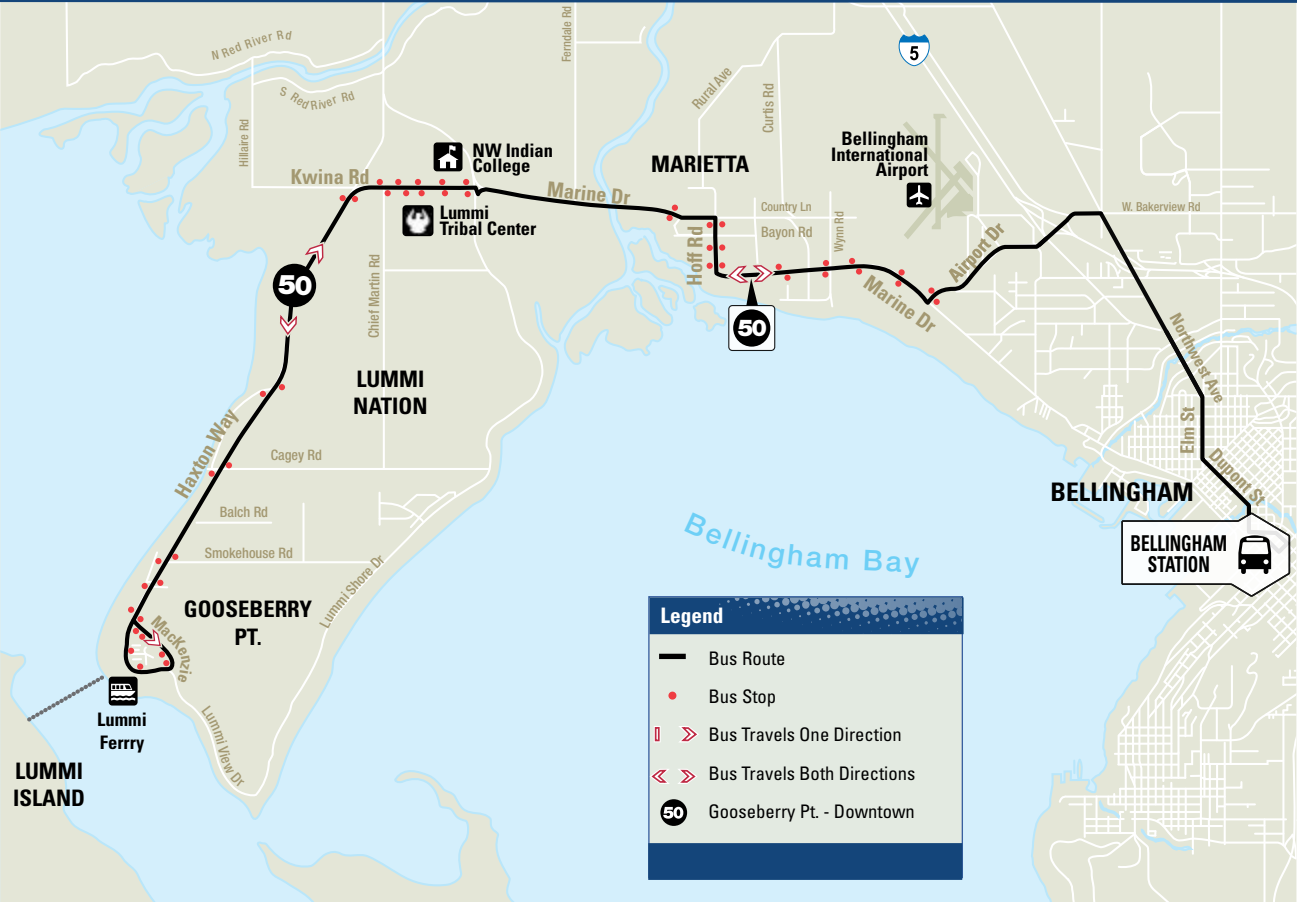 N Red River Rd
S Red River Rd
Ferndale Rd
Rural Ave
Curtis Rd
5
Hillaire Rd
Kwina Rd
NW Indian
College
Lummi
Tribal Center
Marine Dr
MARIETTA
Bellingham
International
Airport
Country Ln
Bayon Rd
Wynn Rd
W. Bakerview Rd
Hoff Rd
Airport Dr
Marine Dr
50
50
Chief Martin Rd
Northwest Ave
LUMMI
NATION
Haxton Way
Cagey Rd
Elm St
Dupont St
BELLINGHAM
BELLINGHAM
STATION
Balch Rd
Smokehouse Rd
Lummi Shore Dr
Bellingham Bay
GOOSEBERRY
PT.
MacKenzie
Lummi
Ferrry
Lummi View Dr
LUMMI
ISLAND
Legend
Bus Route
Bus Stop
Bus Travels One Direction
Bus Travels Both Directions
50 Gooseberry Pt. - Downtown